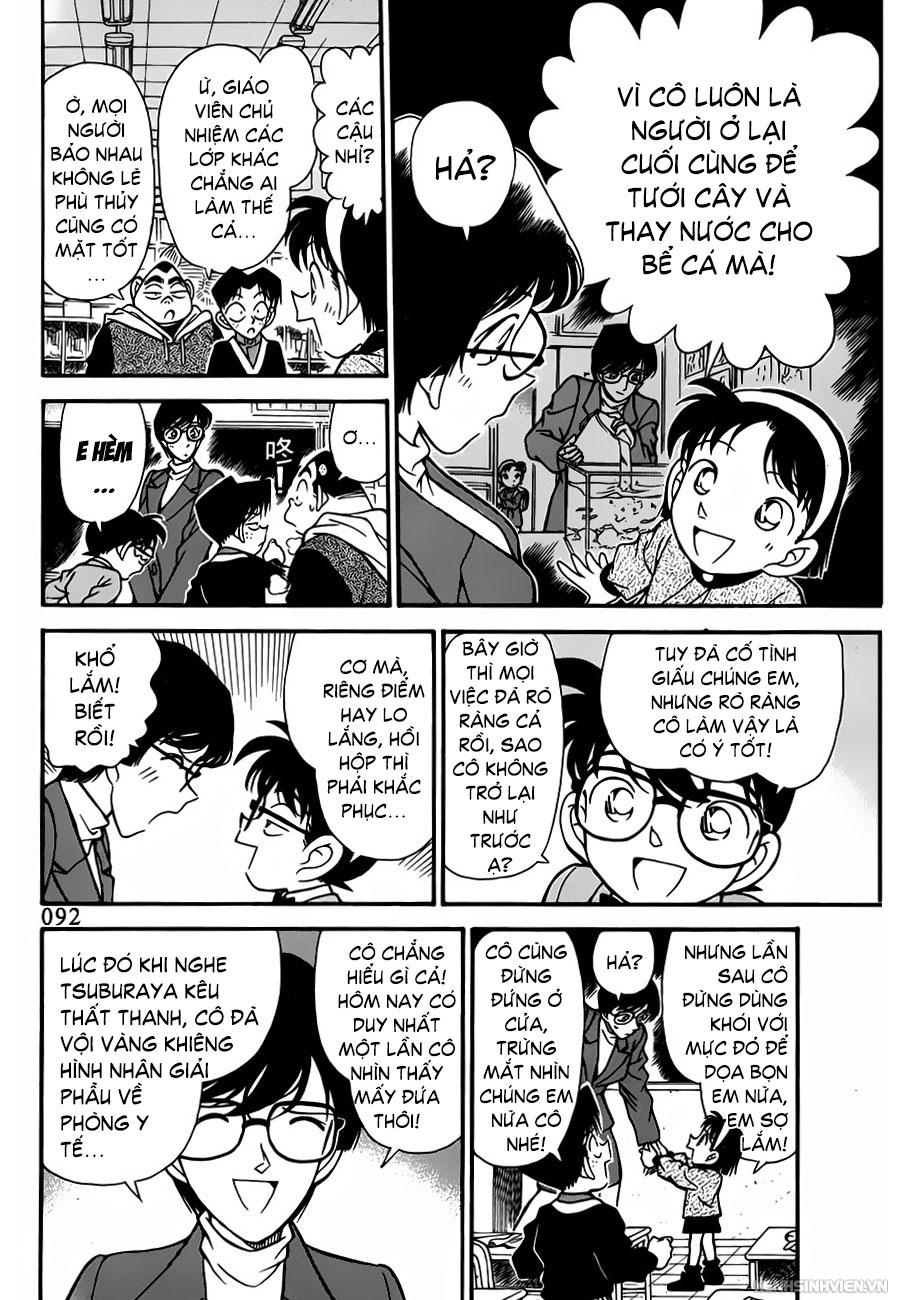 VÌ CÔ LUÔN LÀ
NGƯỜI Ở LẠI
CUỐI CÙNG ĐỂ
TƯỚI CÂY VÀ
THAY NƯỚC CHO
BỂ CÁ MÀ!
HẢ?
CÁC
CẬU
NHỈ?
Ừ, GIÁO
VIÊN CHỦ
NHIỆM CÁC
LỚP KHÁC
CHẲNG AI
LÀM THẾ
CẢ...
Ờ, MỌI
NGƯỜI
BẢO NHAU
KHÔNG LẼ
PHÙ THỦY
CŨNG CÓ
MẶT TỐT
...
Ơ...
咚!
E HÈM
...
TUY ĐÃ CỐ TÌNH
GIẤU CHÚNG EM,
NHƯNG RÕ RÀNG
CÔ LÀM VẬY LÀ
CÓ Ý TỐT!
BÂY GIỜ
THÌ MỌI
VIỆC ĐÃ RÕ
RÀNG CẢ
RỒI, SAO
CÔ KHÔNG
TRỞ LẠI
NHƯ
TRƯỚC
Ạ?
CƠ MÀ,
RIÊNG ĐIỂM
HAY LO
LẮNG, HỒI
HỘP THÌ
PHẢI KHẮC
PHỤC...
KHỔ
LẮM!
BIẾT
RỒI!
092
NHƯNG LẦN
SAU CÔ
ĐỪNG DÙNG
KHÓI VỚI
MỰC ĐỎ ĐỂ
DỌA BỌN
EM NỮA,
EM SỢ
LẮM!
HẢ?
CÔ CŨNG
ĐỪNG
ĐỨNG Ở
CỬA,
TRỪNG
MẮT NHÌN
CHÚNG EM
NỮA CÔ
NHÉ!
CÔ CHẲNG
HIỂU GÌ CẢ!
HÔM NAY CÓ
DUY NHẤT
MỘT LẦN CÔ
NHÌN THẤY
MẤY ĐỨA
THÔI!
LÚC ĐÓ KHI NGHE
TSUBURAYA KÊU
THẤT THANH, CÔ ĐÃ
VỘI VÀNG KHIÊNG
HÌNH NHÂN GIẢI
PHẪU VỀ
PHÒNG Y
TẾ...